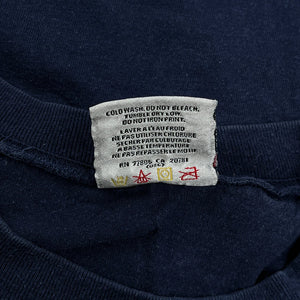 COLD WASH. DO NOT BLEACH.
TUMBLE DRY LOW.
DO NOT IRON PRINT.
LAVER A L'EAU FROID
NE PAS UTILISER CHLORURE
SECHER PAR CULBUTAGE
A BASSE TEMPERATURE
NE PAS REPASSER LE MOTIF
RN 77806 CA 20781